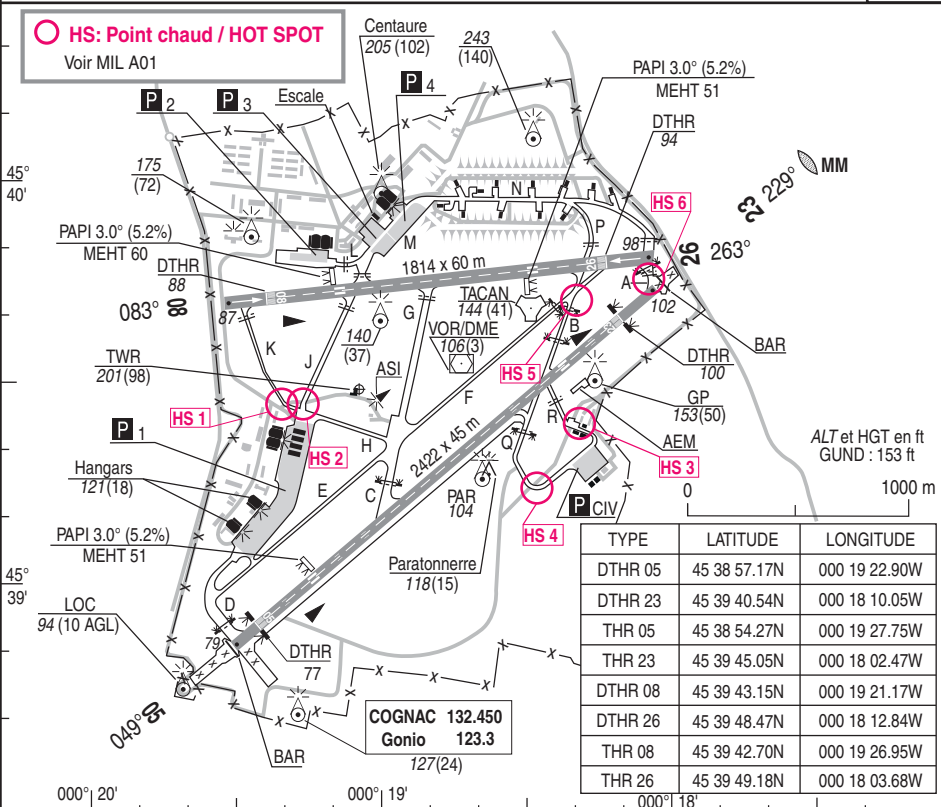 HS: Point chaud / HOT SPOT
Voir MIL A01
Centaure
205 (102)
243
(140)
P 4
PAPI 3.0° (5.2%)
MEHT 51
P 2
P 3
Escale
DTHR
94
45°
40'
175
(72)
23 229°
MM
N
HS 6
P
PAPI 3.0° (5.2%)
MEHT 60
L
M
98
26 263°
DTHR
88
1814 x 60 m
26
A
08
083° 08
87
G
TACAN
144 (41)
102
140
(37)
VOR/DME
106(3)
B
23
BAR
K
J
HS 5
DTHR
100
TWR
201(98)
ASI
F
GP
153(50)
HS 1
R
AEM
P 1
HS 2
H
2422 x 45 m
Q
HS 3
ALT et HGT en ft
GUND : 153 ft
Hangars
121(18)
E
C
PAR
104
0
1000 m
P CIV
HS 4
PAPI 3.0° (5.2%)
MEHT 51
Paratonnerre
118(15)
45°
39'
LOC
94 (10 AGL)
D
05
79
DTHR
77
049° 05
BAR
COGNAC 132.450
Gonio 123.3
127(24)
TYPE LATITUDE LONGITUDE
DTHR 05 45 38 57.17N 000 19 22.90W
DTHR 23 45 39 40.54N 000 18 10.05W
THR 05 45 38 54.27N 000 19 27.75W
THR 23 45 39 45.05N 000 18 02.47W
DTHR 08 45 39 43.15N 000 19 21.17W
DTHR 26 45 39 48.47N 000 18 12.84W
THR 08 45 39 42.70N 000 19 26.95W
THR 26 45 39 49.18N 000 18 03.68W
000° 20'
000° 19'
000° 18'